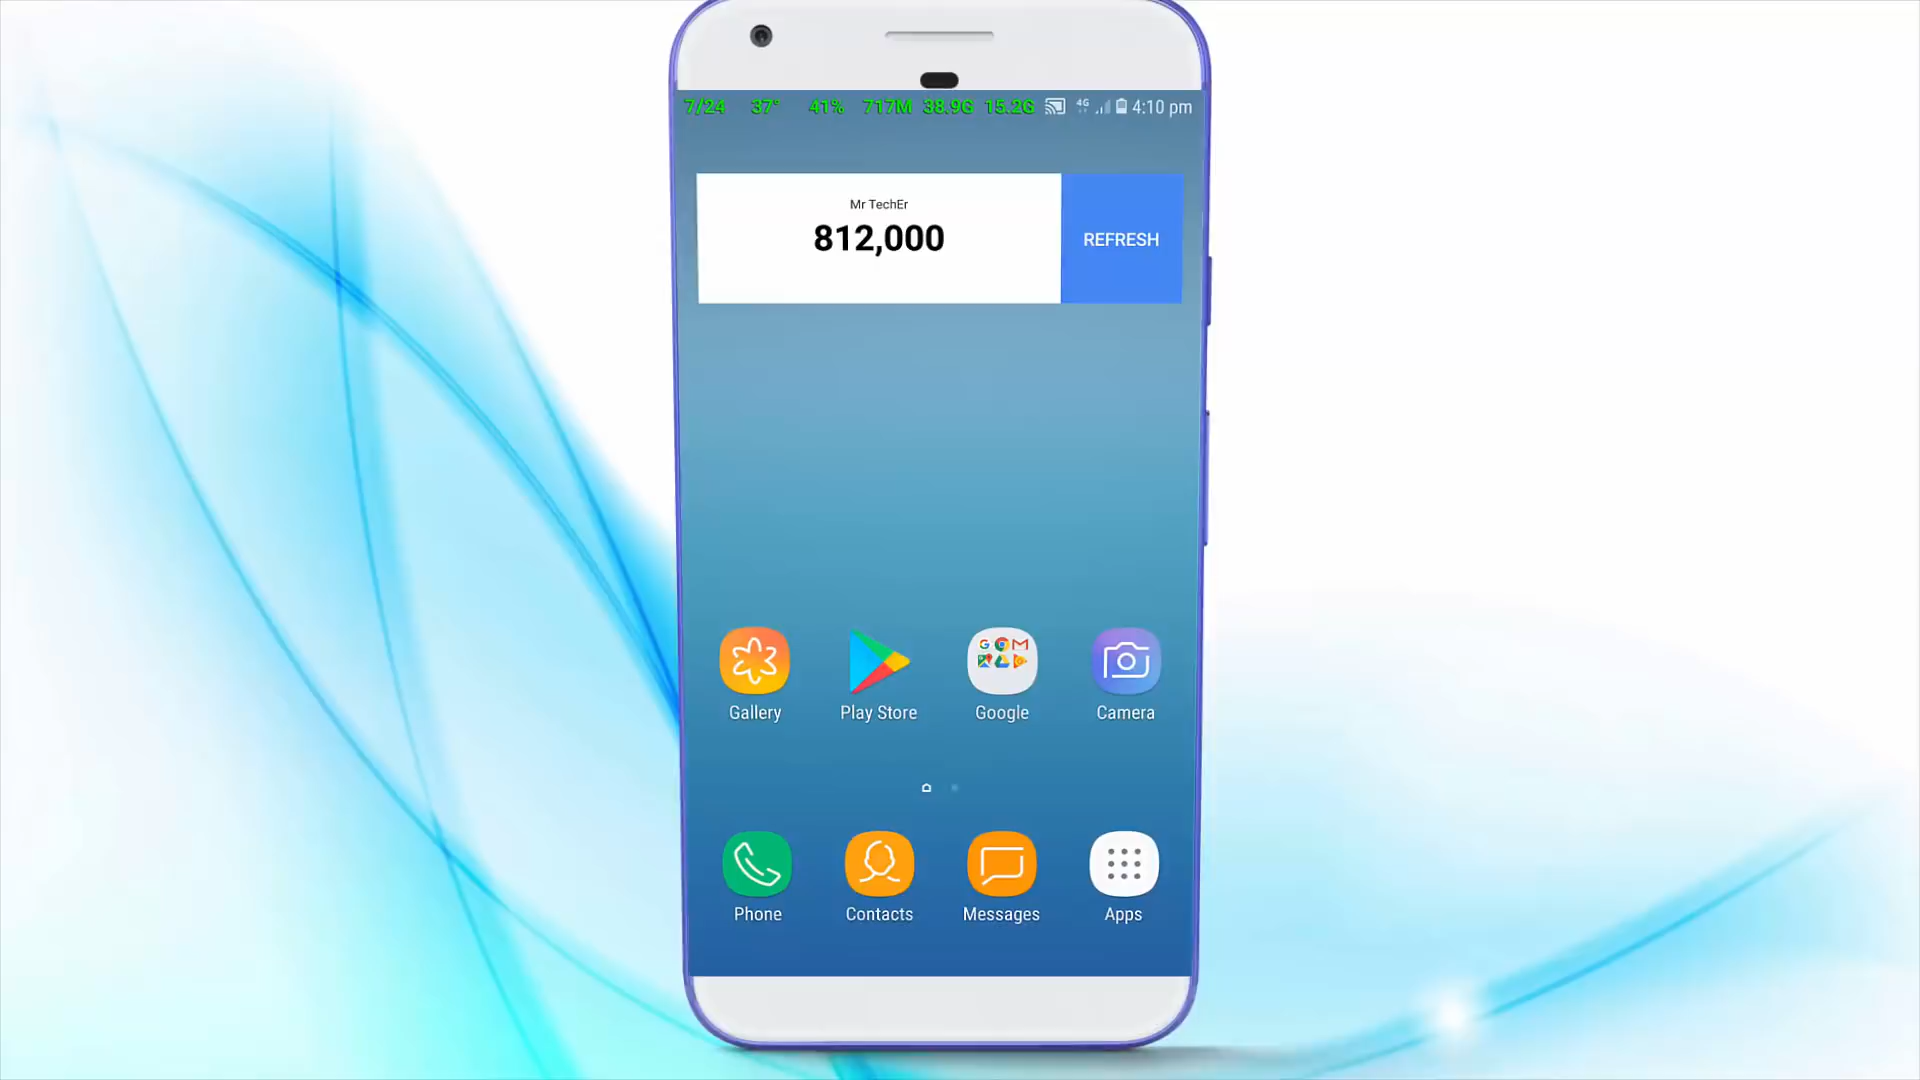 7/24 37° 41% 717M 38.9G 15.2G 4G 4:10 pm
Mr TechEr
812,000
REFRESH
Gallery Play Store Google Camera
Phone Contacts Messages Apps